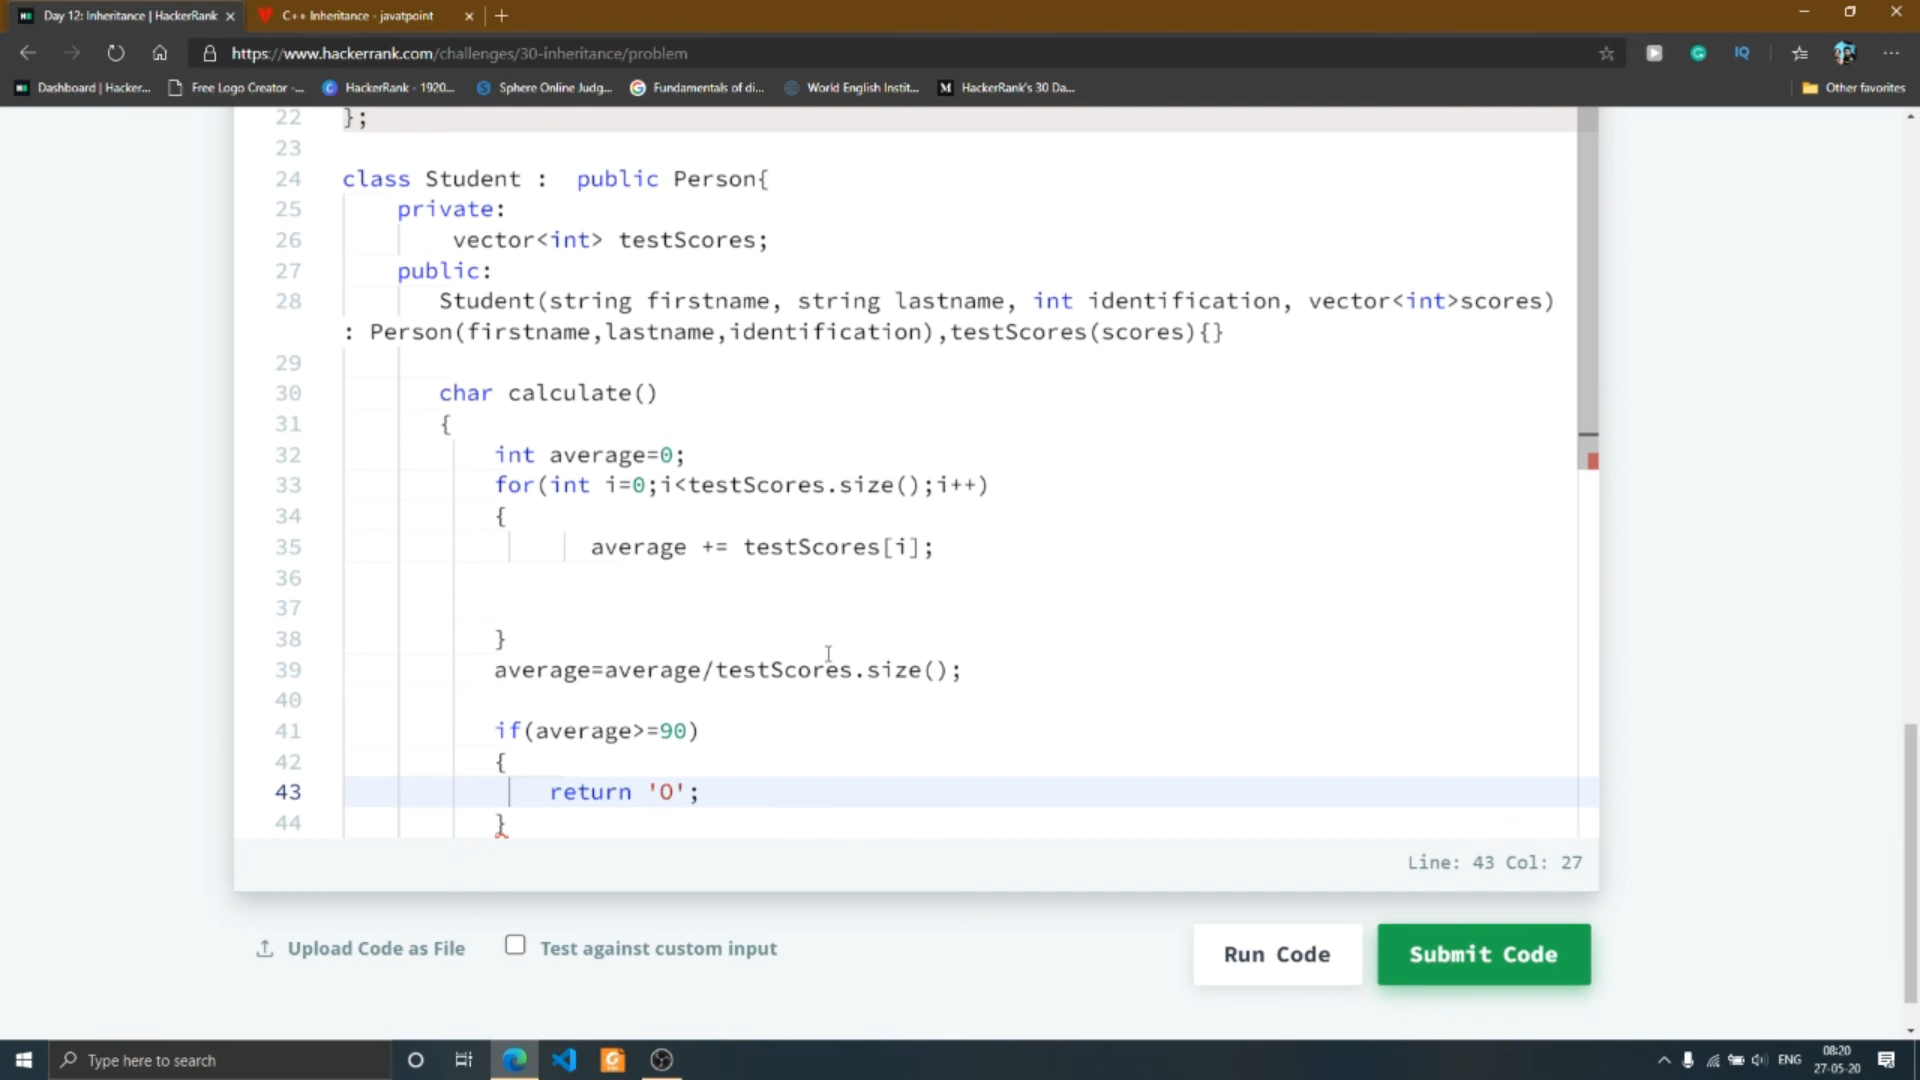 Day 12: Inheritance | HackerRank
C++ Inheritance - javatpoint
https://www.hackerrank.com/challenges/30-inheritance/problem
IQ
Dashboard | Hacker...
Free Logo Creator -...
HackerRank - 1920...
Sphere Online Judg...
Fundamentals of di...
World English Instit...
M HackerRank's 30 Da...
Other favorites
22 };
23
24 class Student :  public Person{
25 private:
26 vector<int> testScores;
27 public:
28 Student(string firstname, string lastname, int identification, vector<int>scores)
: Person(firstname,lastname,identification),testScores(scores){}
29
30 char calculate()
31 {
32 int average=0;
33 for(int i=0;i<testScores.size();i++)
34 {
35 average += testScores[i];
36
37
38 }
39 average=average/testScores.size();
40
41 if(average>=90)
42 {
43 return 'O';
44 }
Line: 43 Col: 27
Upload Code as File
Test against custom input
Run Code
Submit Code
Type here to search
ENG
08:20
27-05-20